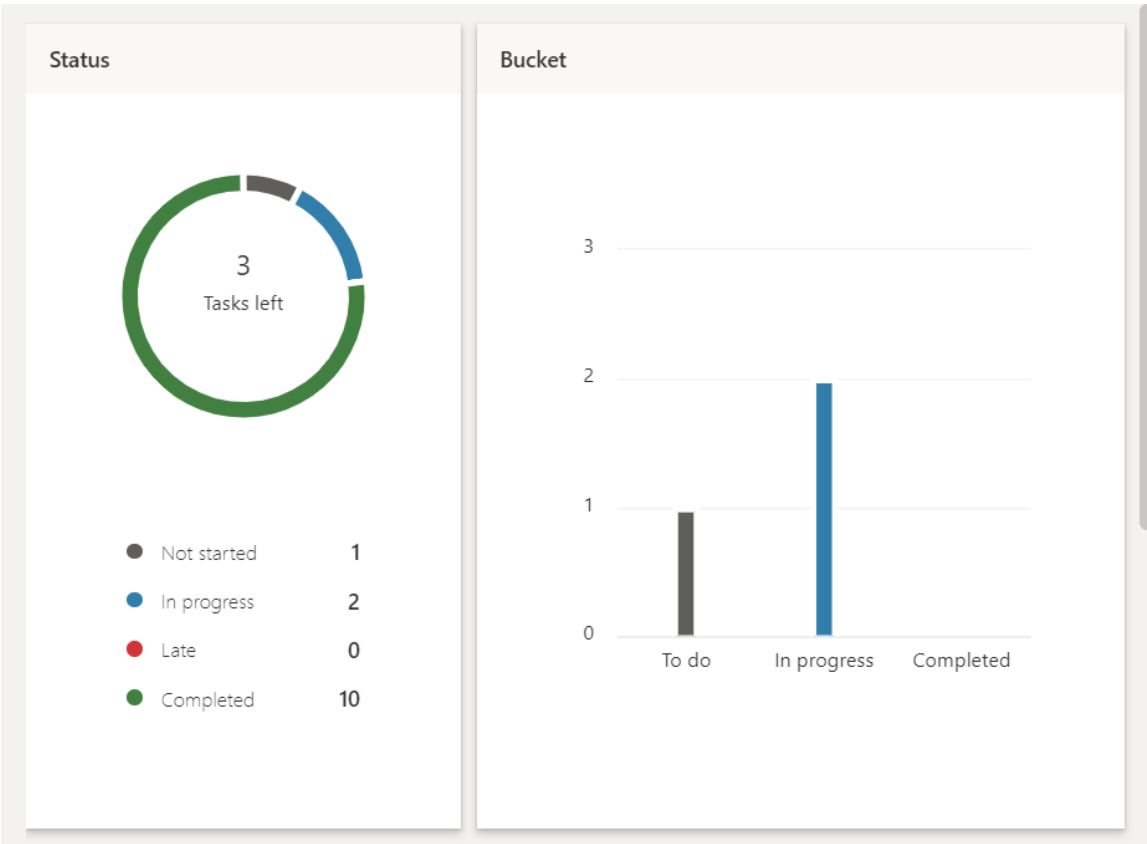 Status
3
Tasks left
Not started 1
In progress 2
Late 0
Completed 10
Bucket
3
2
1
0
To do In progress Completed